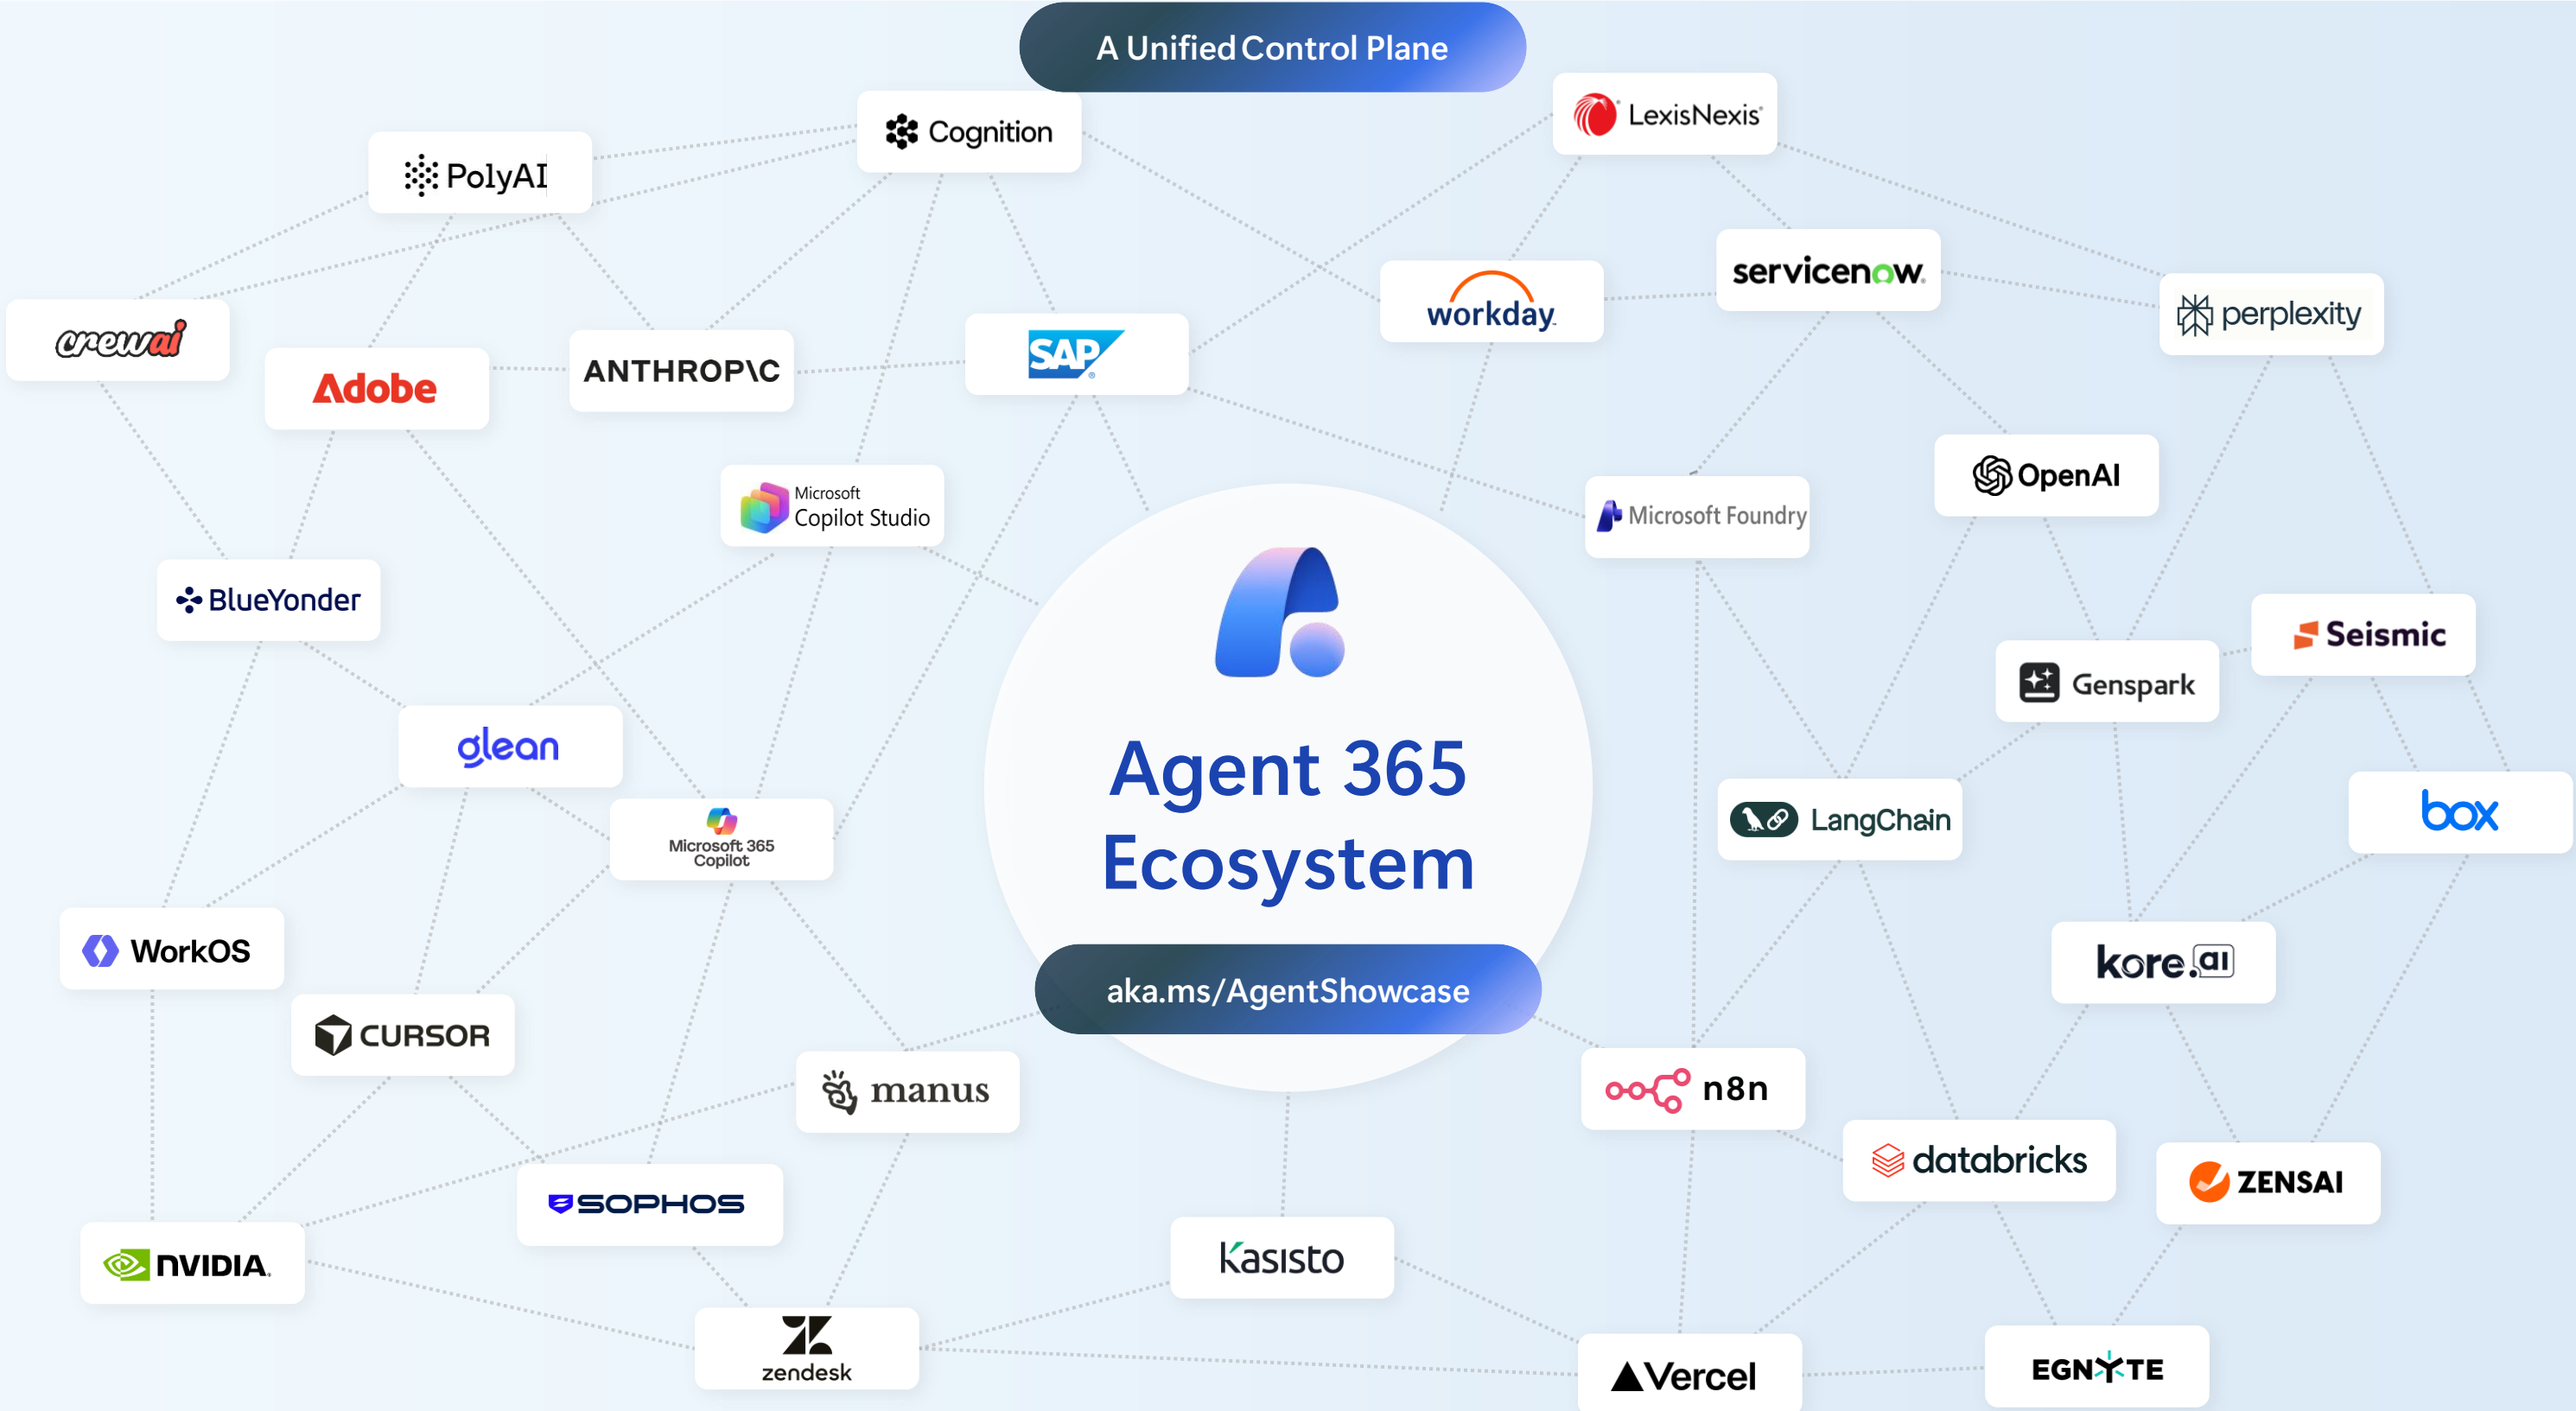 A Unified Control Plane
Cognition
LexisNexis®
PolyAI
servicenow®
workday™
perplexity
crewai
Adobe
ANTHROP\C
SAP®
OpenAI
Microsoft
Copilot Studio
Microsoft Foundry
BlueYonder
Seismic
Genspark
glean
Agent 365
Ecosystem
Microsoft 365
Copilot
LangChain
box
WorkOS
kore.ai
aka.ms/AgentShowcase
CURSOR
manus
n8n
databricks
ZENSAI
SOPHOS
NVIDIA®
Kasisto
zendesk
Vercel
EGNYTE